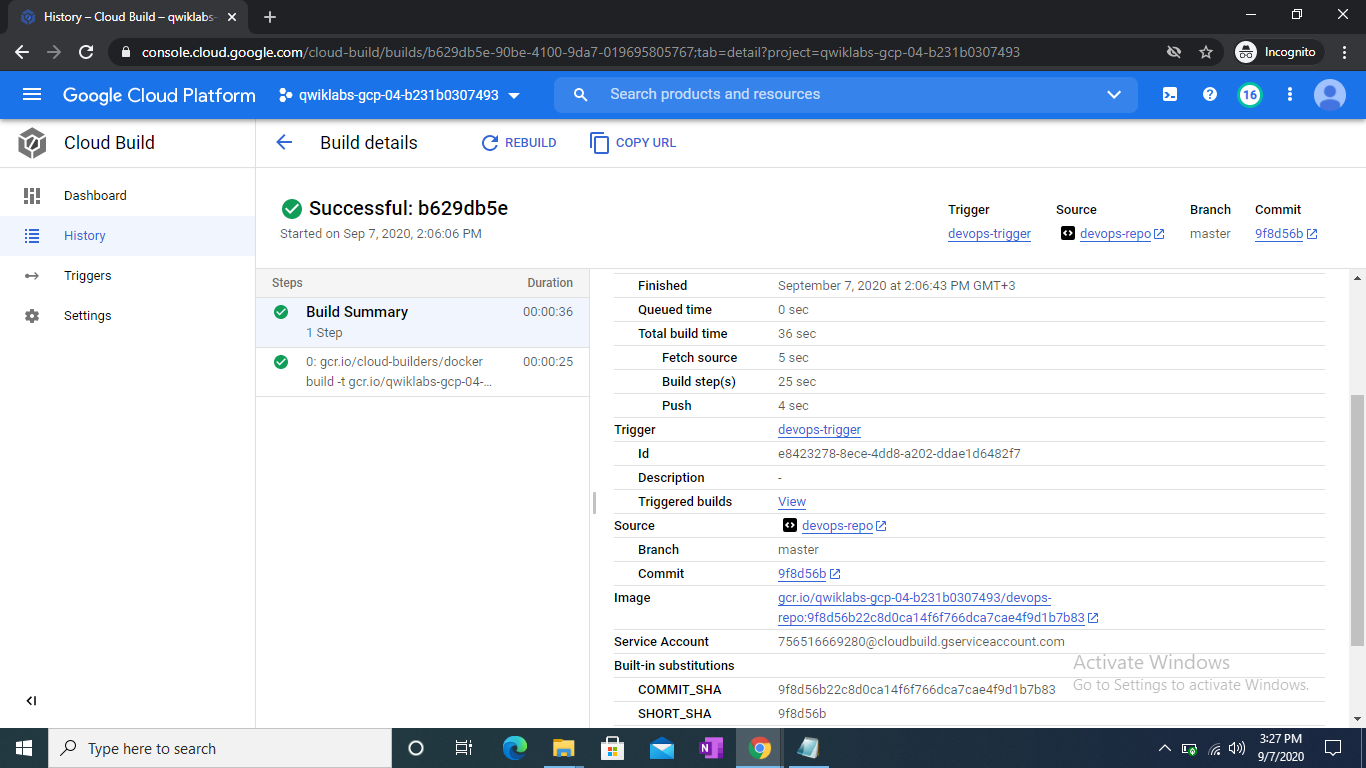 History – Cloud Build – qwiklabs-
console.cloud.google.com/cloud-build/builds/b629db5e-90be-4100-9da7-019695805767;tab=detail?project=qwiklabs-gcp-04-b231b0307493
Incognito
Google Cloud Platform
qwiklabs-gcp-04-b231b0307493
Search products and resources
16
Cloud Build
Build details
REBUILD
COPY URL
Dashboard
History
Triggers
Settings
Successful: b629db5e
Started on Sep 7, 2020, 2:06:06 PM
Trigger Source Branch Commit
devops-trigger devops-repo master 9f8d56b
Steps Duration
Build Summary 00:00:36
1 Step
0: gcr.io/cloud-builders/docker 00:00:25
build -t gcr.io/qwiklabs-gcp-04-...
Finished September 7, 2020 at 2:06:43 PM GMT+3
Queued time 0 sec
Total build time 36 sec
Fetch source 5 sec
Build step(s) 25 sec
Push 4 sec
Trigger devops-trigger
Id e8423278-8ece-4dd8-a202-ddae1d6482f7
Description -
Triggered builds View
Source devops-repo
Branch master
Commit 9f8d56b
Image gcr.io/qwiklabs-gcp-04-b231b0307493/devops-
repo:9f8d56b22c8d0ca14f6f766dca7cae4f9d1b7b83
Service Account 756516669280@cloudbuild.gserviceaccount.com
Built-in substitutions
COMMIT_SHA 9f8d56b22c8d0ca14f6f766dca7cae4f9d1b7b83
SHORT_SHA 9f8d56b
Activate Windows
Go to Settings to activate Windows.
Type here to search
N
3:27 PM
9/7/2020